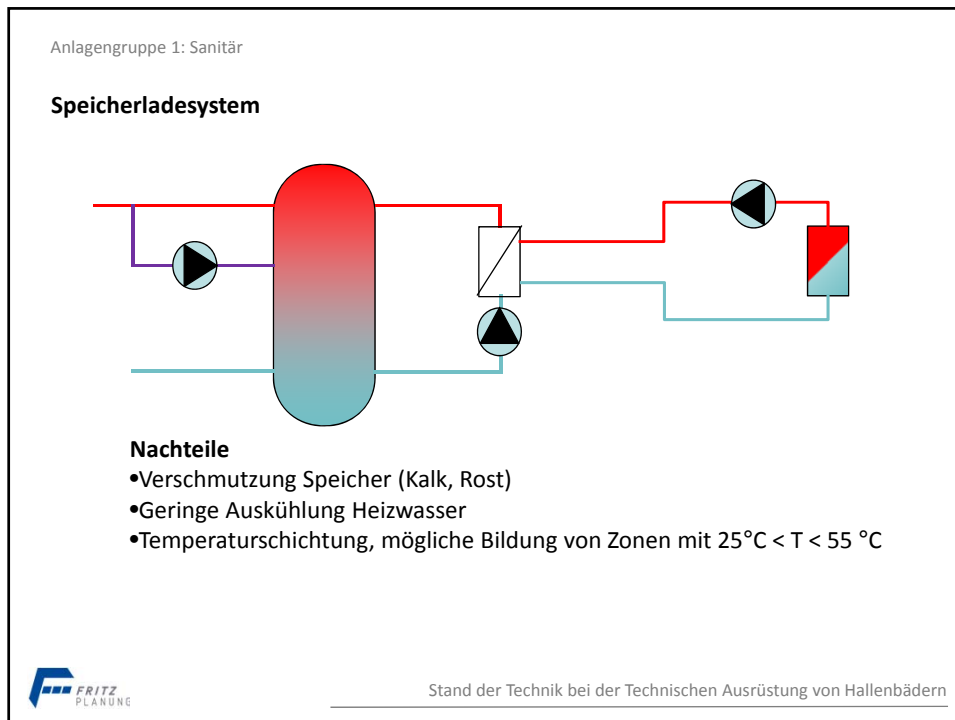 Anlagengruppe 1: Sanitär
Speicherladesystem
Nachteile
•Verschmutzung Speicher (Kalk, Rost)
•Geringe Auskühlung Heizwasser
•Temperaturschichtung, mögliche Bildung von Zonen mit 25°C < T < 55 °C
FRITZ
PLANUNG
Stand der Technik bei der Technischen Ausrüstung von Hallenbädern